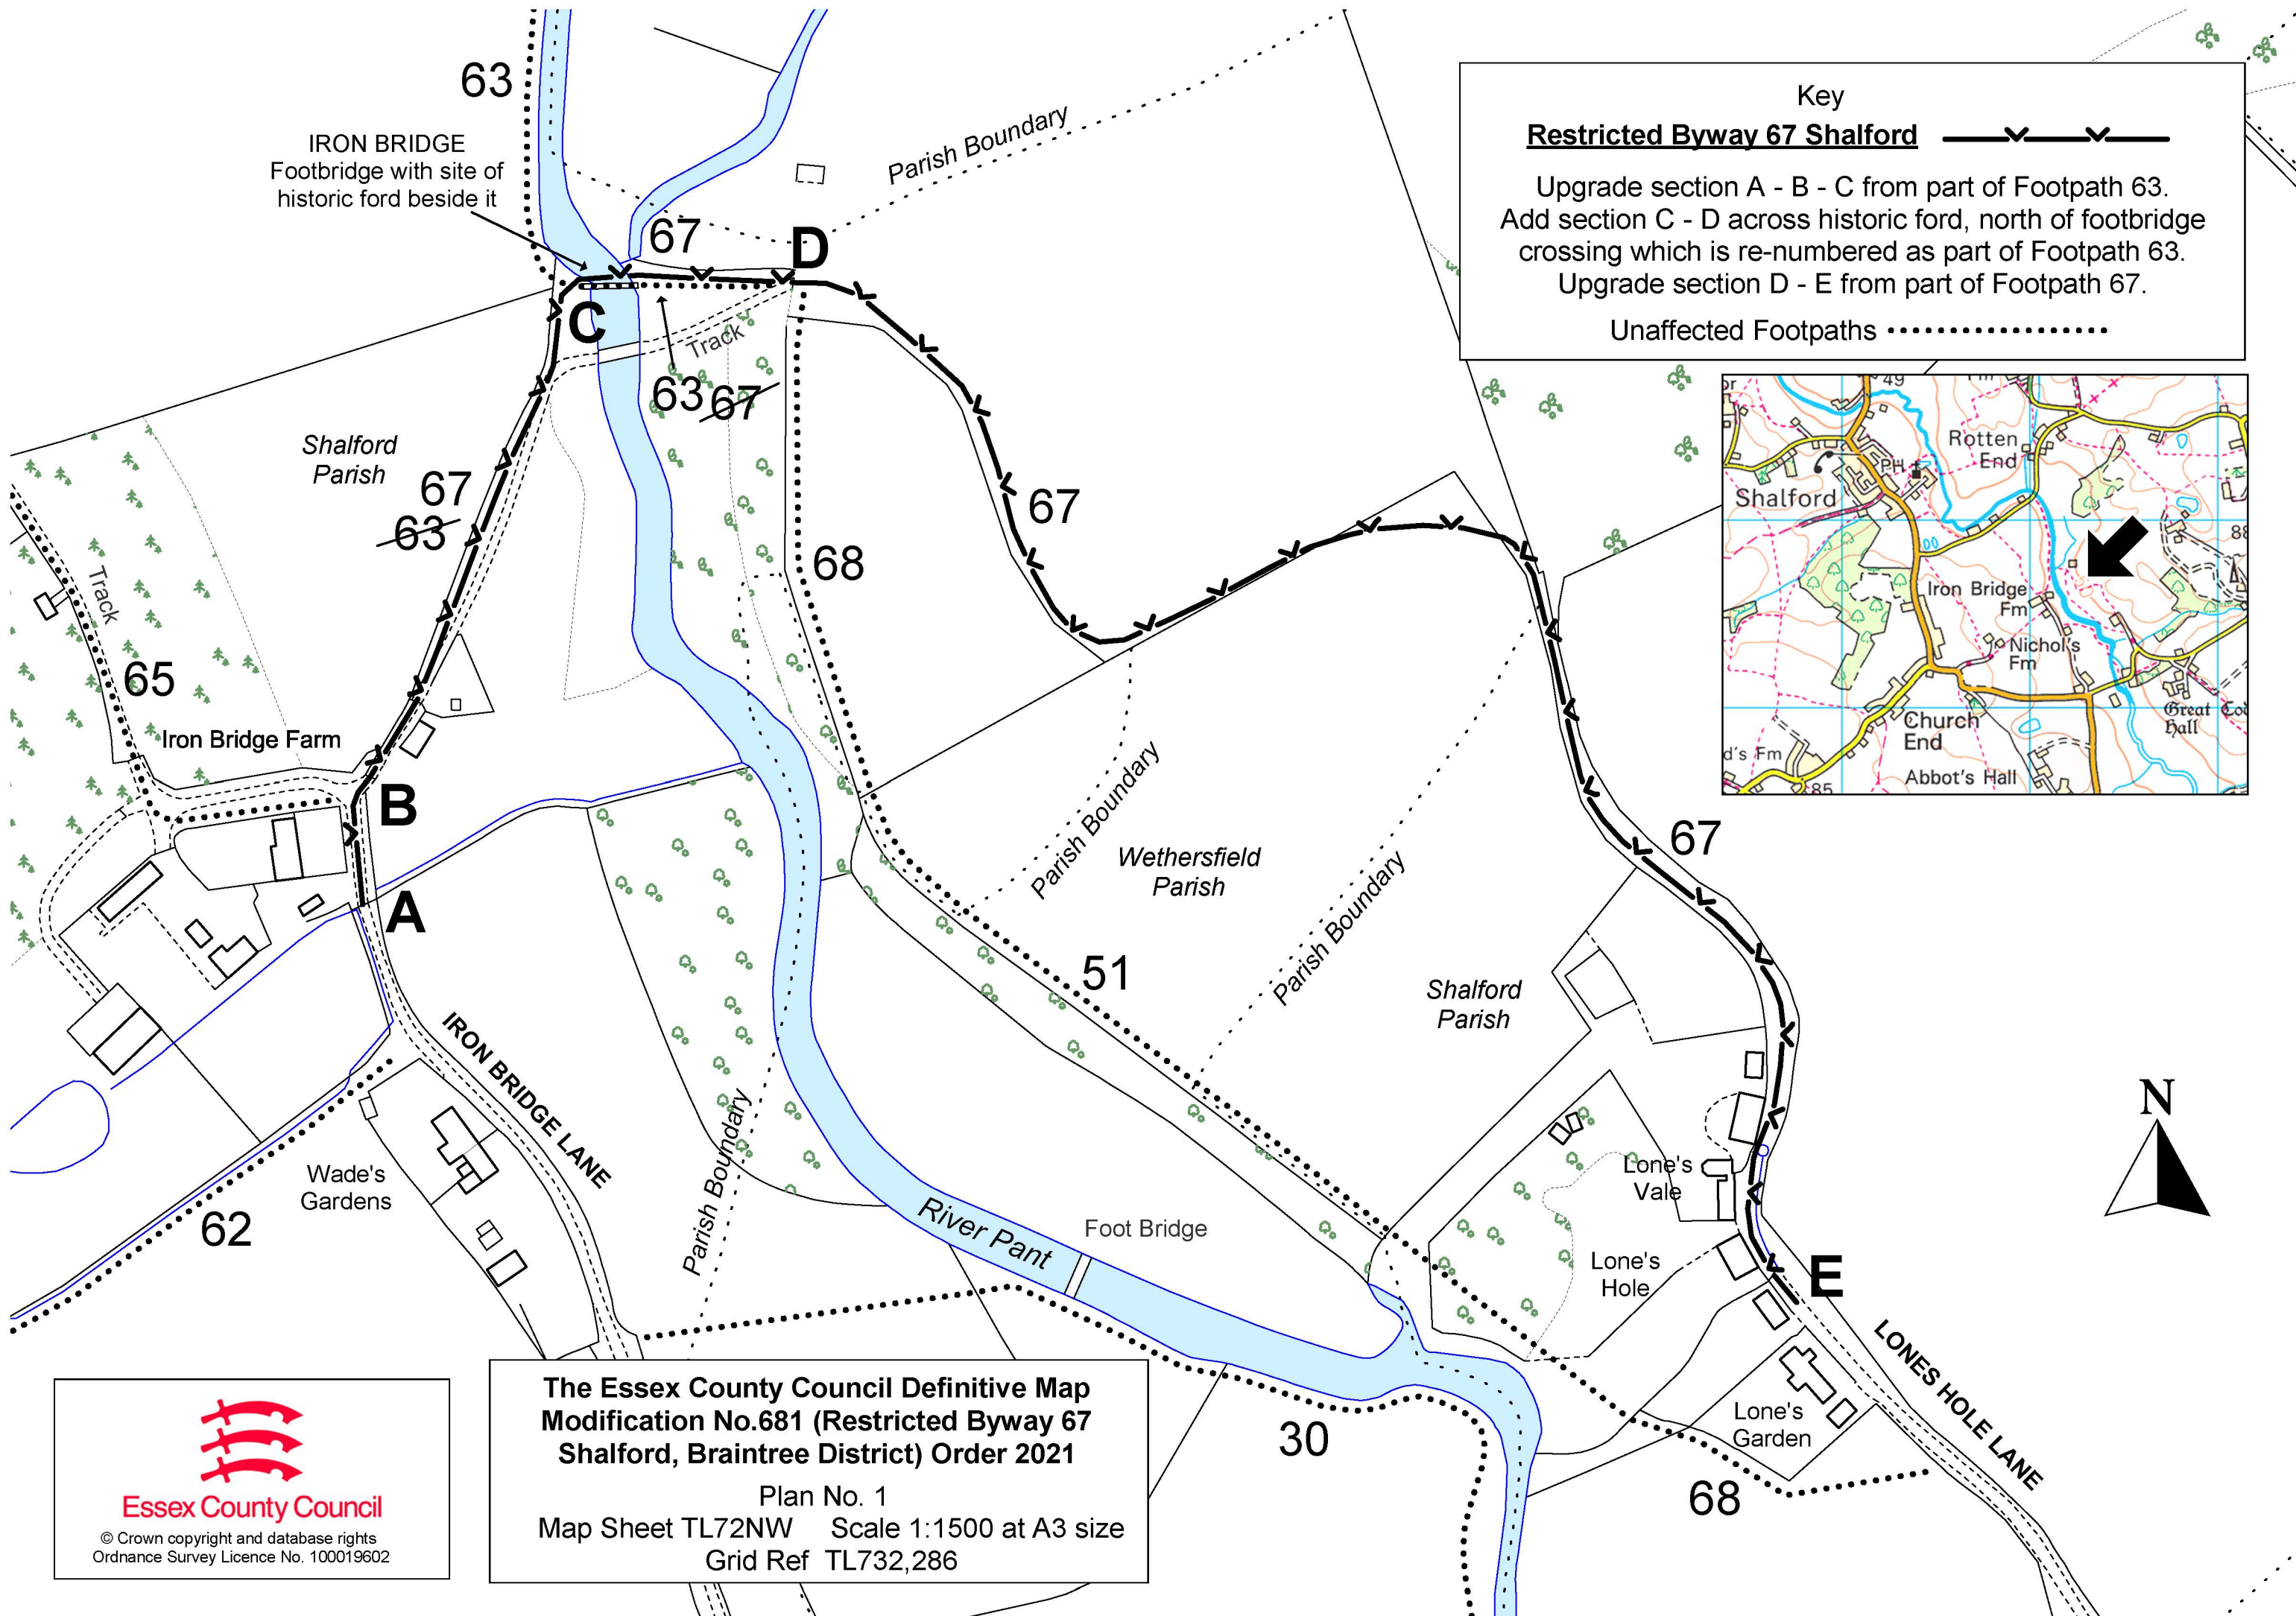 63
IRON BRIDGE
Footbridge with site of
historic ford beside it
Parish Boundary
67
D
C
Track
63 67
Shalford
Parish
67
63
67
68
Track
65
Iron Bridge Farm
B
A
Parish Boundary
Wethersfield
Parish
Parish Boundary
67
51
Shalford
Parish
IRON BRIDGE LANE
Wade's
Gardens
62
Parish Boundary
River Pant
Foot Bridge
Lone's
Vale
Lone's
Hole
E
LONES HOLE LANE
Lone's
Garden
30
68
N
Key
Restricted Byway 67 Shalford
Upgrade section A - B - C from part of Footpath 63.
Add section C - D across historic ford, north of footbridge
crossing which is re-numbered as part of Footpath 63.
Upgrade section D - E from part of Footpath 67.
Unaffected Footpaths
49
Rotten
End
PH
Shalford
88
Iron Bridge
Fm
Nichol's
Fm
Great
Hall
Church
End
d's Fm
Abbot's Hall
85
Essex County Council
© Crown copyright and database rights
Ordnance Survey Licence No. 100019602
The Essex County Council Definitive Map
Modification No.681 (Restricted Byway 67
Shalford, Braintree District) Order 2021
Plan No. 1
Map Sheet TL72NW Scale 1:1500 at A3 size
Grid Ref TL732,286